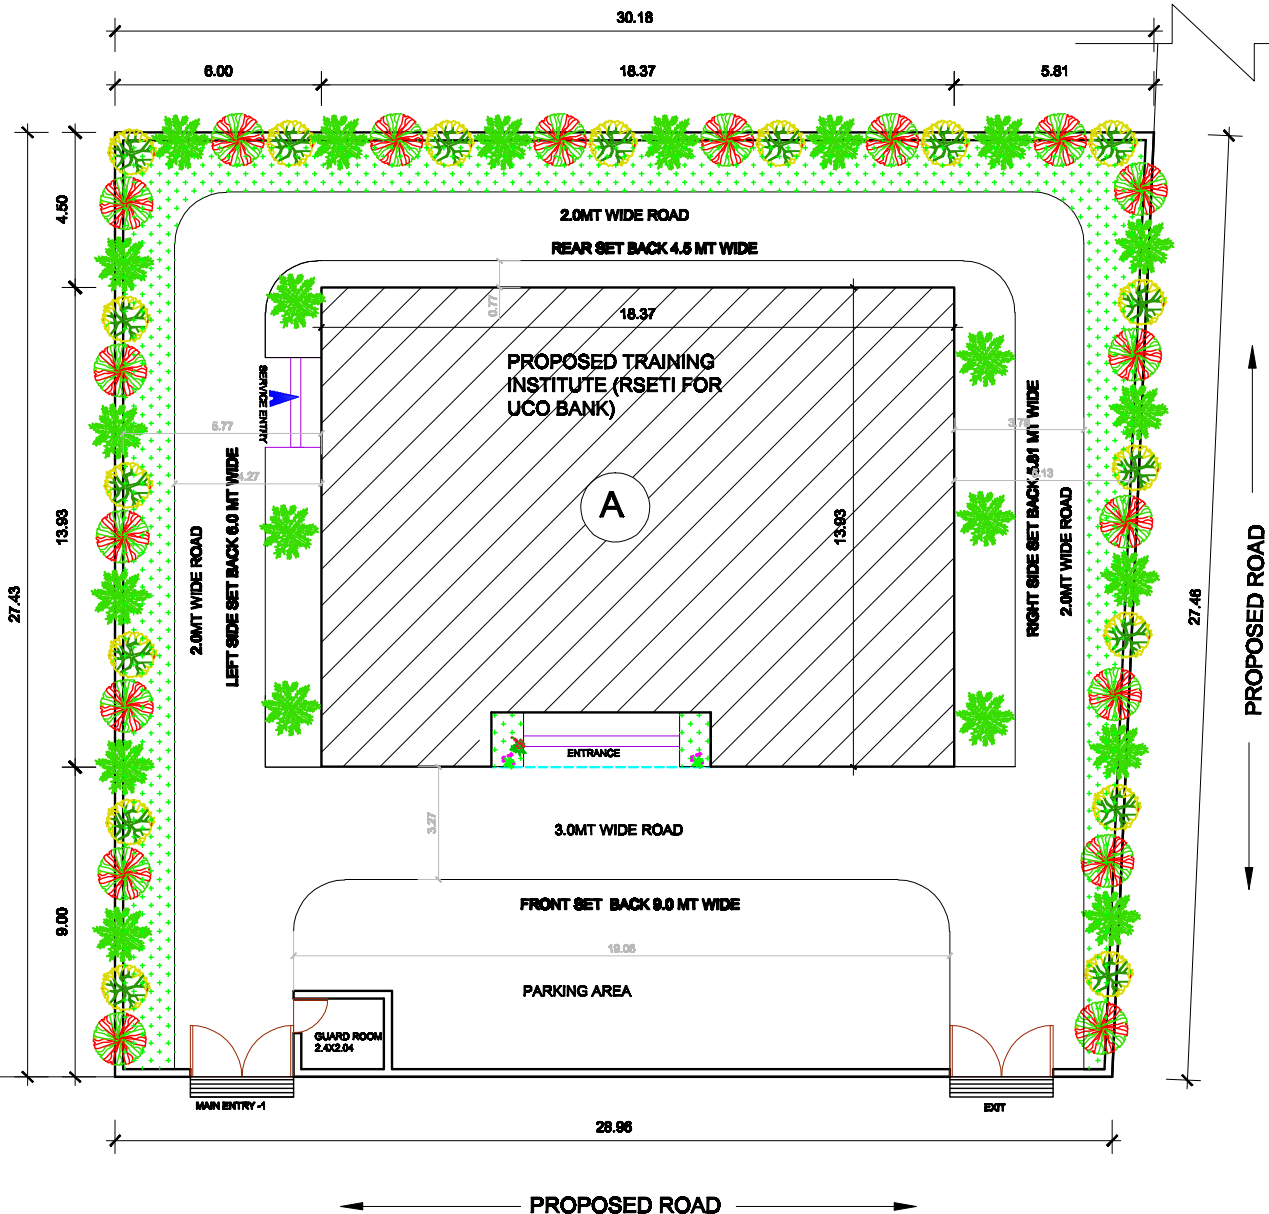 30.18
6.00
18.37
5.81
4.50
2.0MT WIDE ROAD
REAR SET BACK 4.5 MT WIDE
0.77
18.37
PROPOSED TRAINING
INSTITUTE (RSETI FOR
UCO BANK)
SERVICE ENTRY
5.77
4.27
A
13.93
13.93
27.43
2.0MT WIDE ROAD
LEFT SIDE SET BACK 6.0 MT WIDE
RIGHT SIDE SET BACK 5.81 MT WIDE
2.0MT WIDE ROAD
27.46
PROPOSED ROAD
ENTRANCE
3.27
3.0MT WIDE ROAD
9.00
FRONT SET BACK 9.0 MT WIDE
19.05
PARKING AREA
GUARD ROOM
2.4X2.04
MAIN ENTRY -1
EXIT
28.96
PROPOSED ROAD